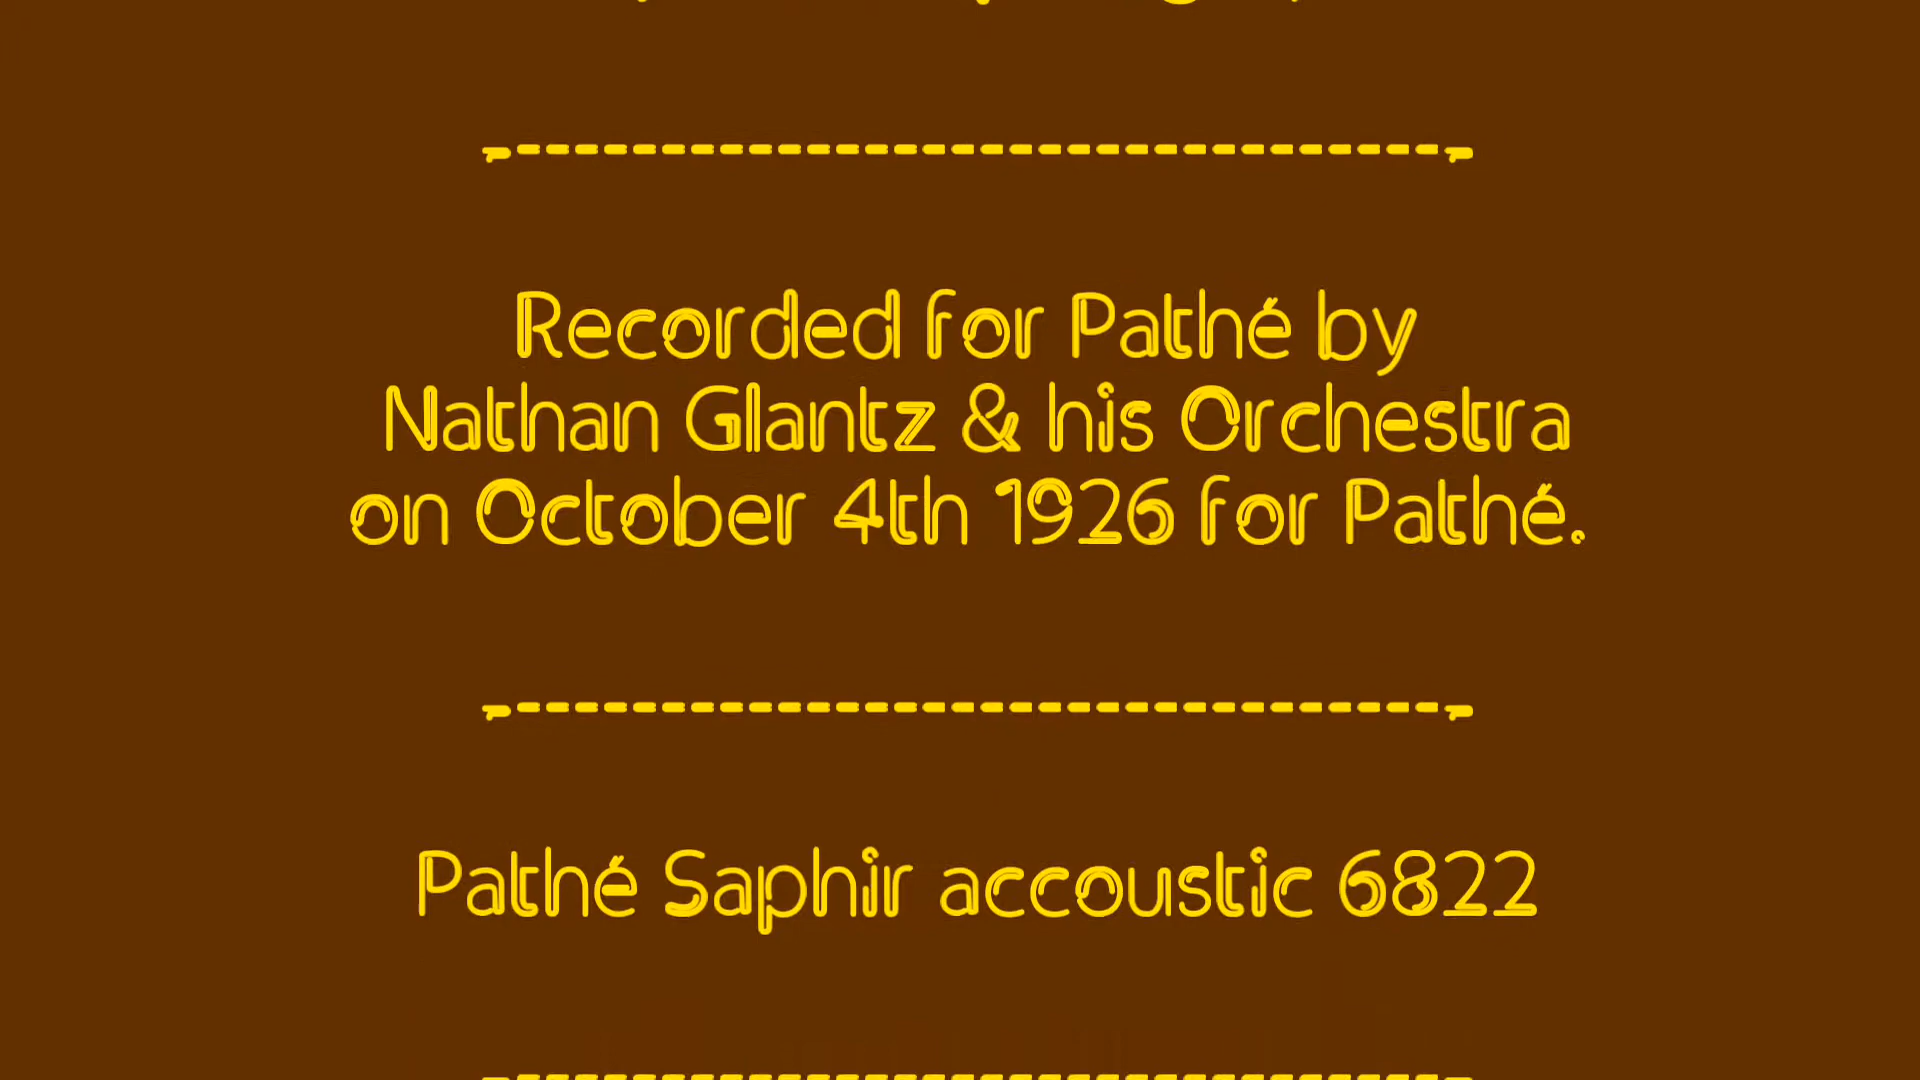 Recorded for Pathé by
Nathan Glantz & his Orchestra
on October 4th 1926 for Pathé.
Pathé Saphir accoustic 6822